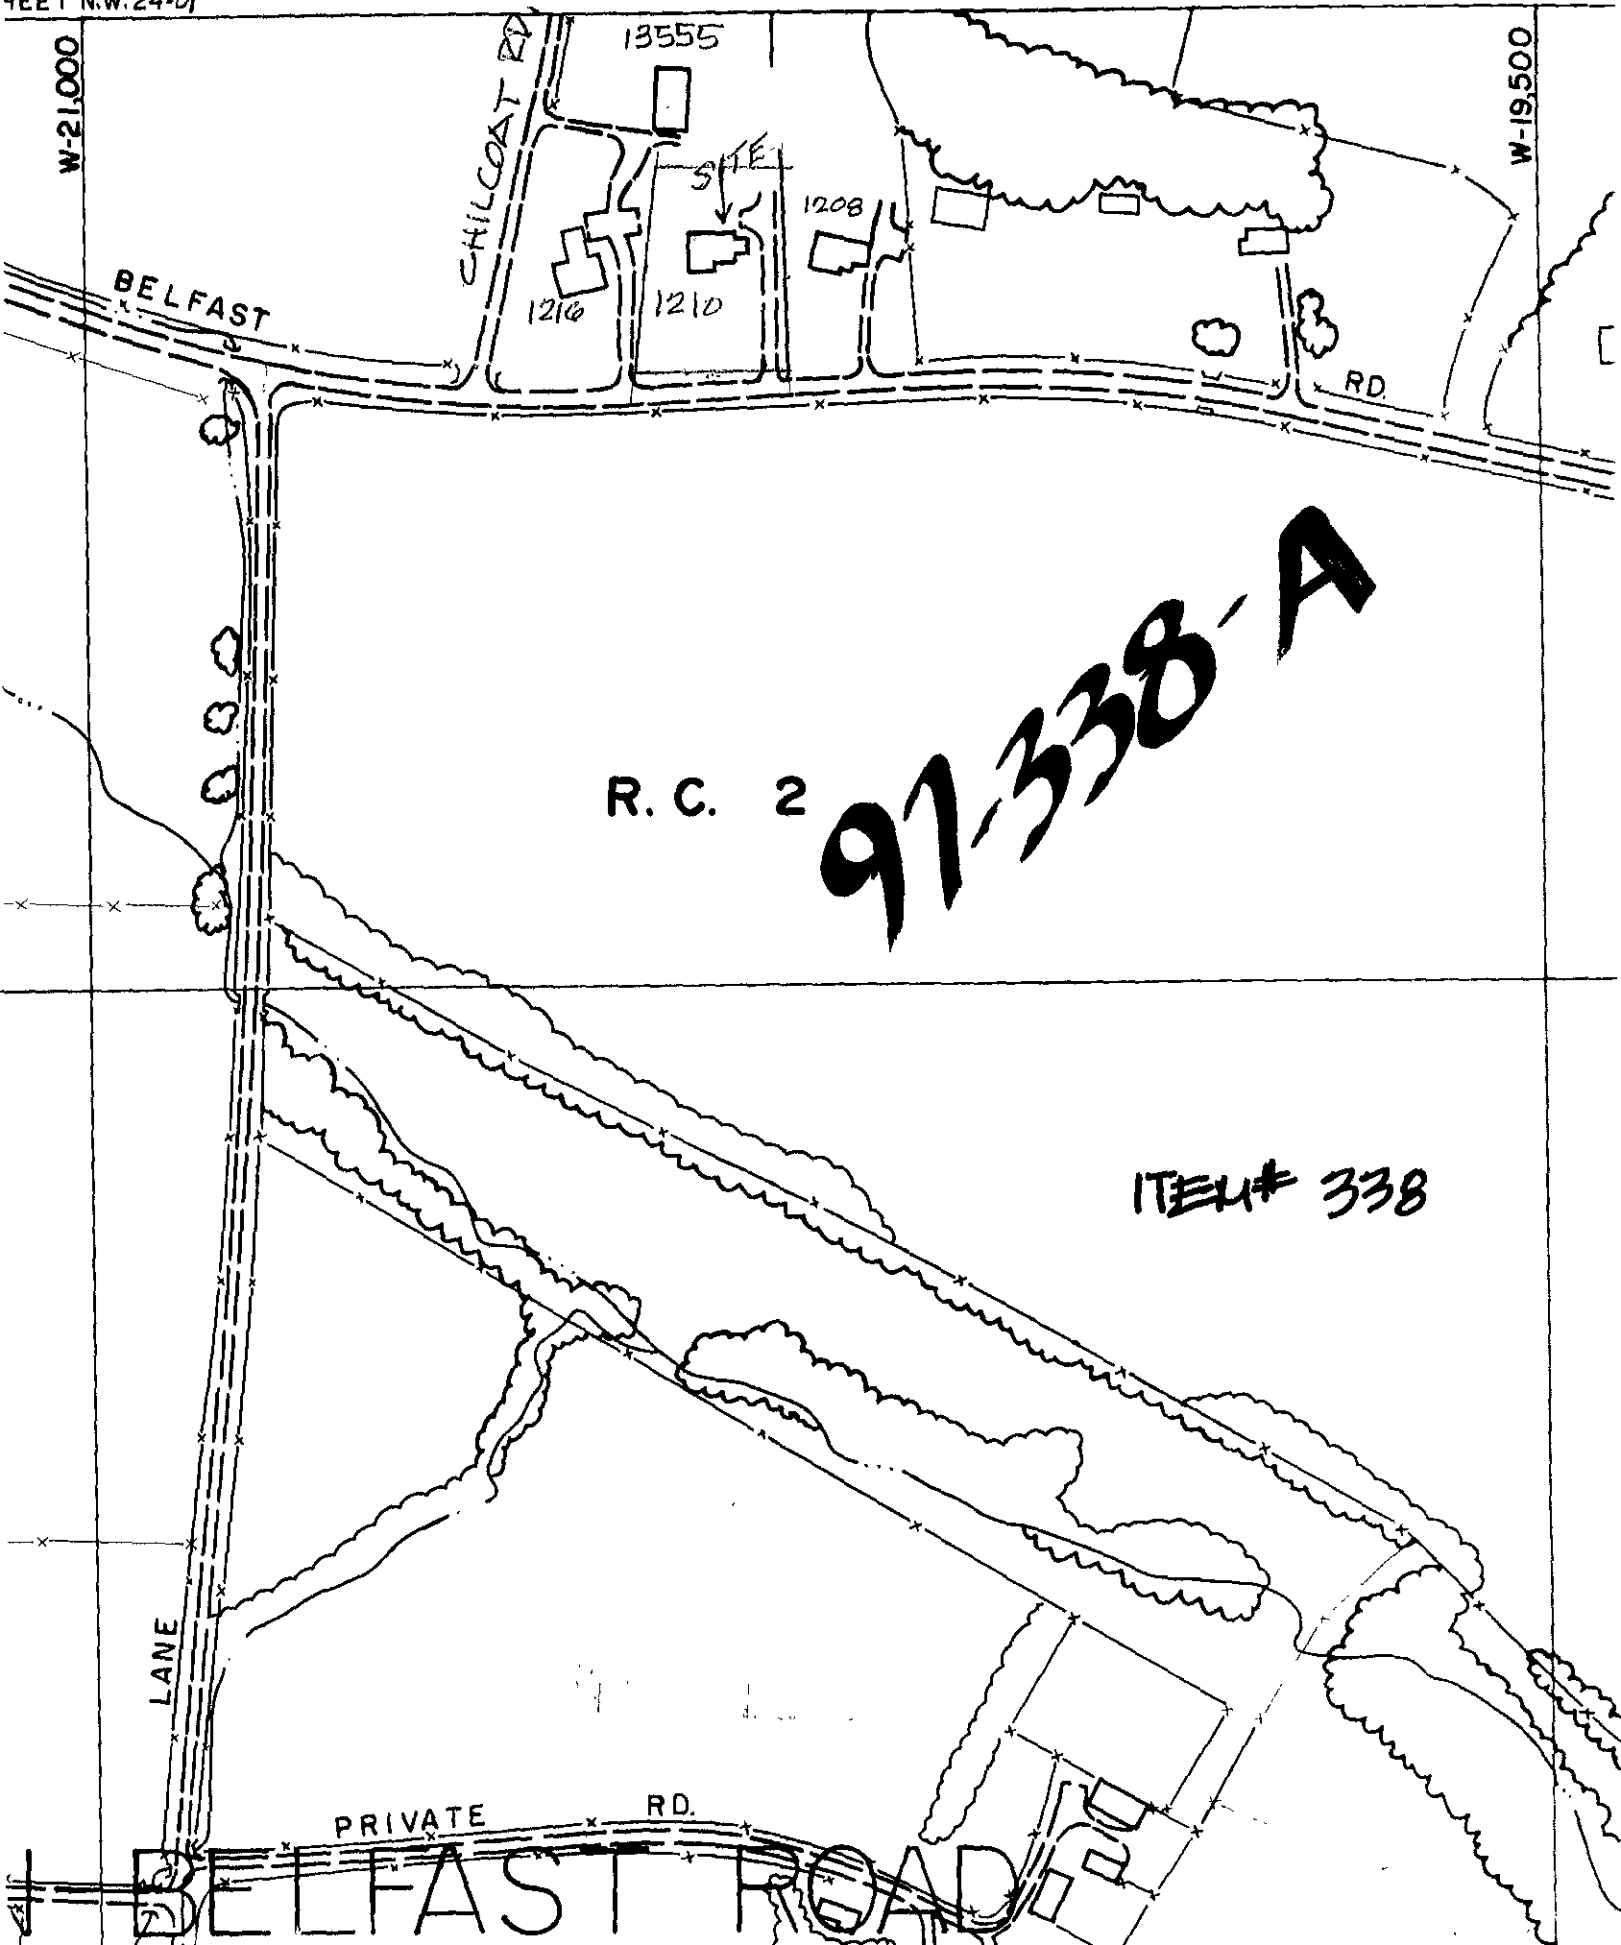 N.W. 24-D
W-21,000
CHILCOAT RD
13555
W-19,500
SITE
1208
BELFAST
1216
1210
RD.
97-338-A
R.C. 2
ITEM# 338
LANE
PRIVATE RD.
BELFAST ROAD